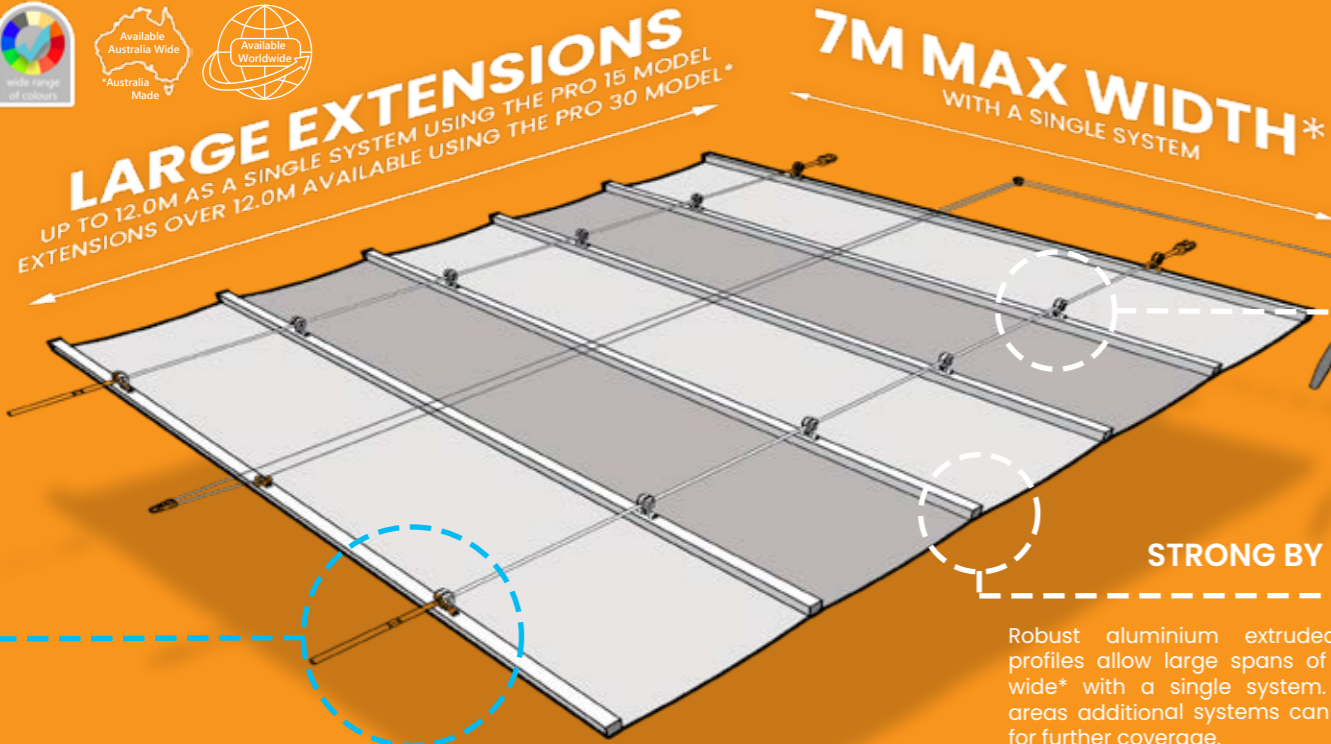 wide range
of colours
Available
Australia Wide
*Australia
Made
Available
Worldwide
LARGE EXTENSIONS
UP TO 12.0M AS A SINGLE SYSTEM USING THE PRO 15 MODEL
EXTENSIONS OVER 12.0M AVAILABLE USING THE PRO 30 MODEL*
7M MAX WIDTH*
WITH A SINGLE SYSTEM
STRONG BY
Robust aluminium extruded
profiles allow large spans of
wide* with a single system.
areas additional systems can
for further coverage.